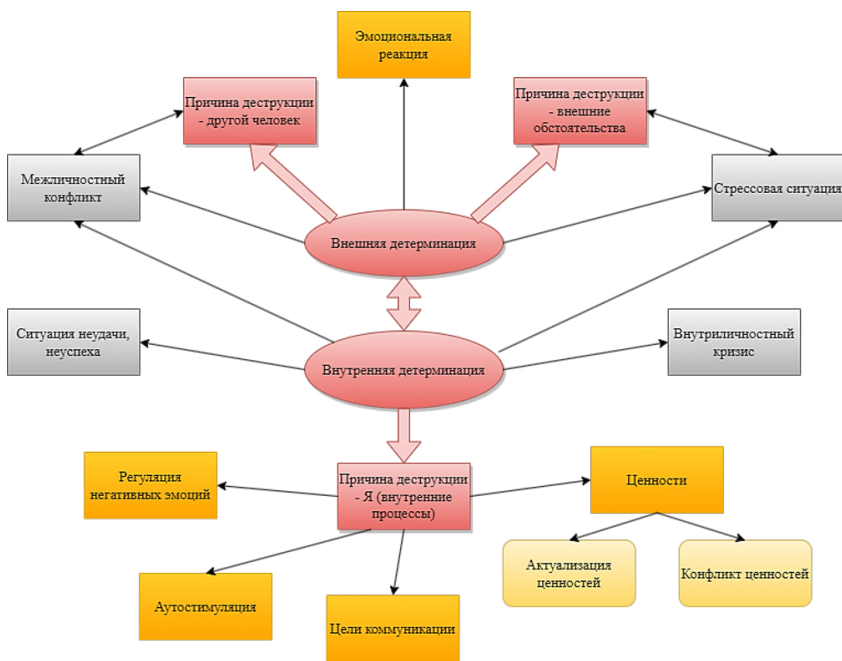 Эмоциональная
реакция
Причина деструкции
- другой человек
Причина деструкции
- внешние
обстоятельства
Межличностный
конфликт
Стрессовая ситуация
Внешняя детерминация
Ситуация неудачи,
неуспеха
Внутриличностный
кризис
Внутренняя детерминация
Регуляция
негативных эмоций
Причина деструкции
- Я (внутренние
процессы)
Ценности
Актуализация
ценностей
Конфликт ценностей
Аутостимуляция
Цели коммуникации